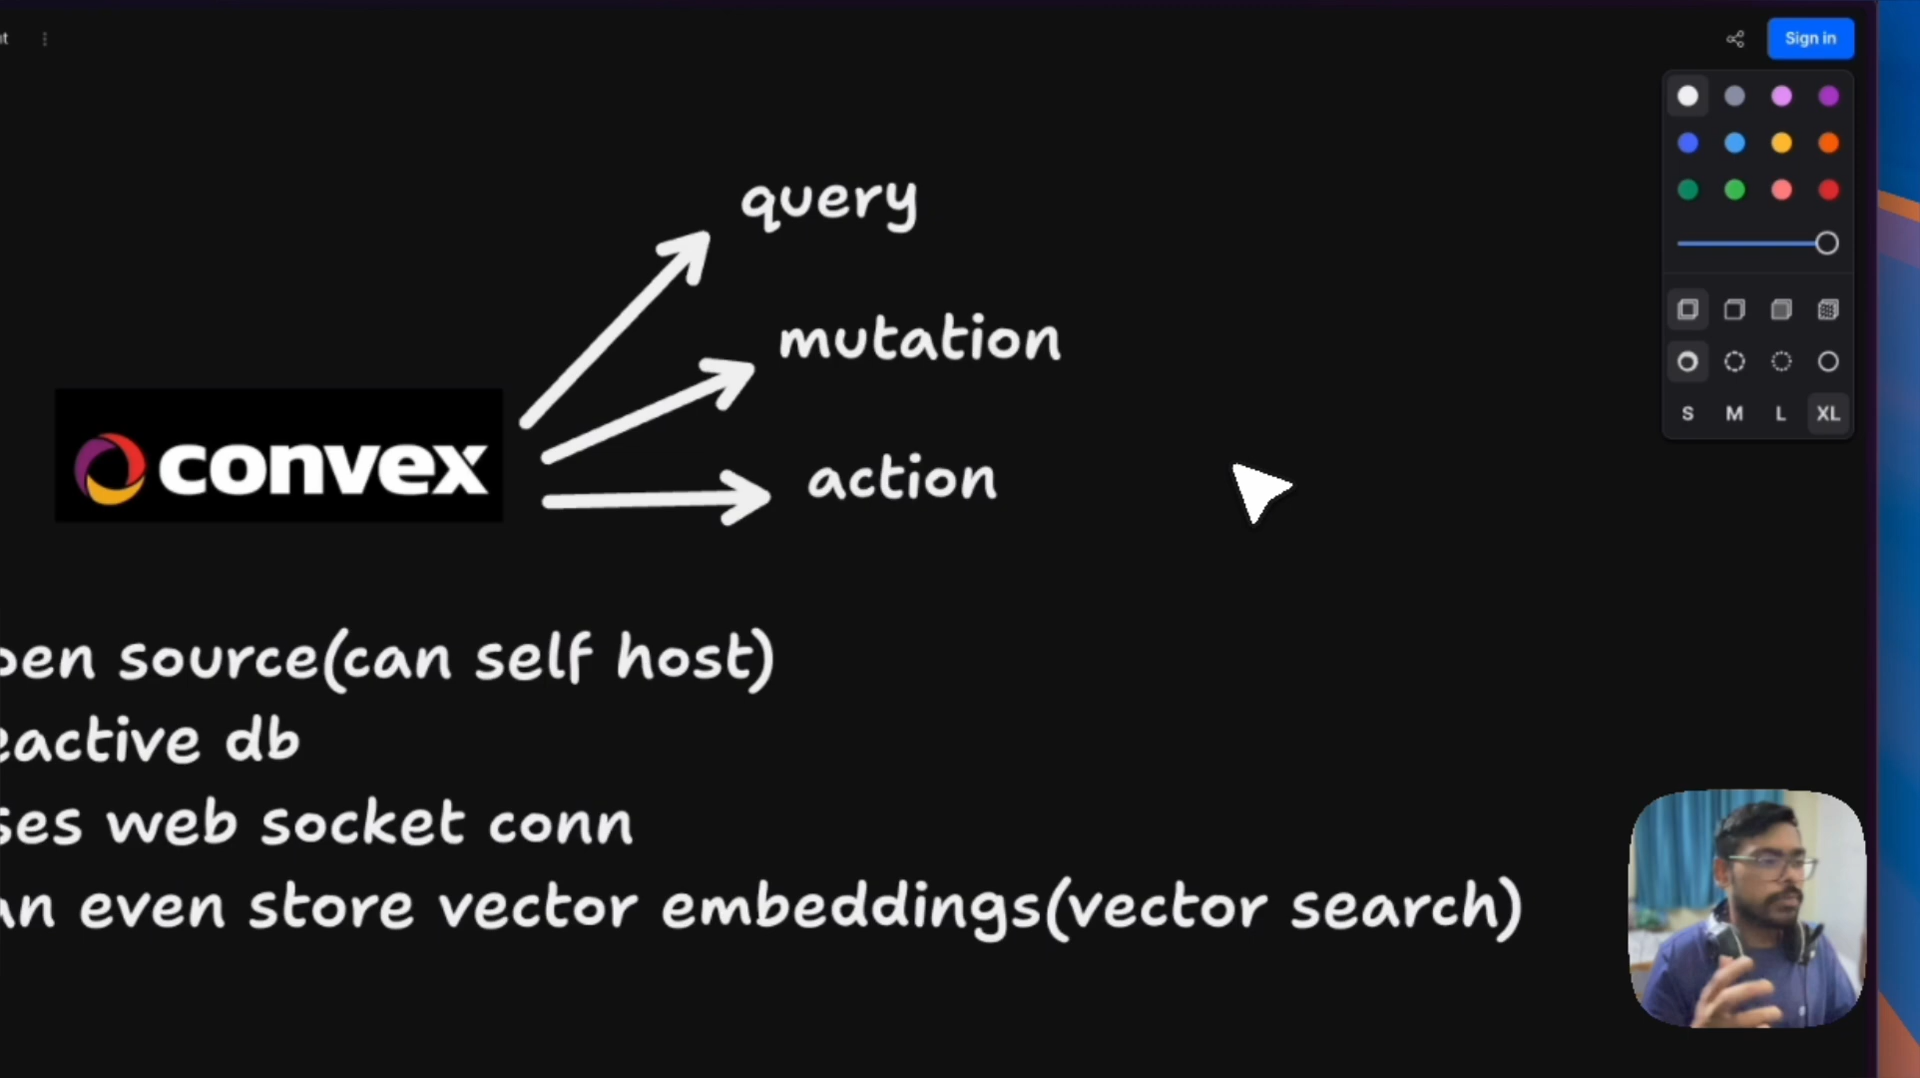 Sign in
query
mutation
convex
action
S M L XL
pen source(can self host)
eactive db
ses web socket conn
an even store vector embeddings(vector search)